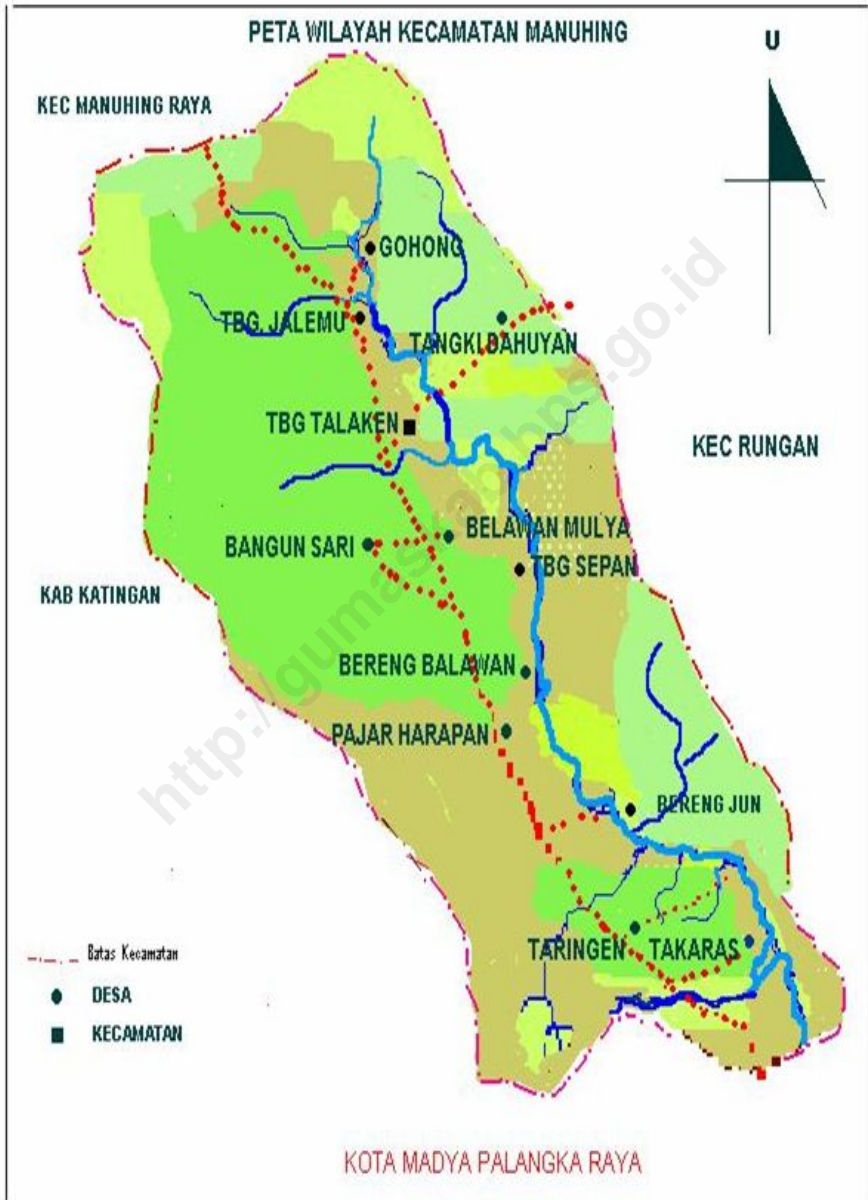 PETA WILAYAH KECAMATAN MANUHING
U
KEC MANUHING RAYA
GOHONG
TBG. JALEMU
TANGKI DAHUYAN
TBG TALAKEN
KEC RUNGAN
BELAWAN MULYA
BANGUN SARI
TBG SEPAN
KAB KATINGAN
BERENG BALAWAN
PAJAR HARAPAN
BERENG JUN
TARINGEN
TAKARAS
Batas Kecamatan
DESA
KECAMATAN
KOTA MADYA PALANGKA RAYA
http://gumaskab.bps.go.id